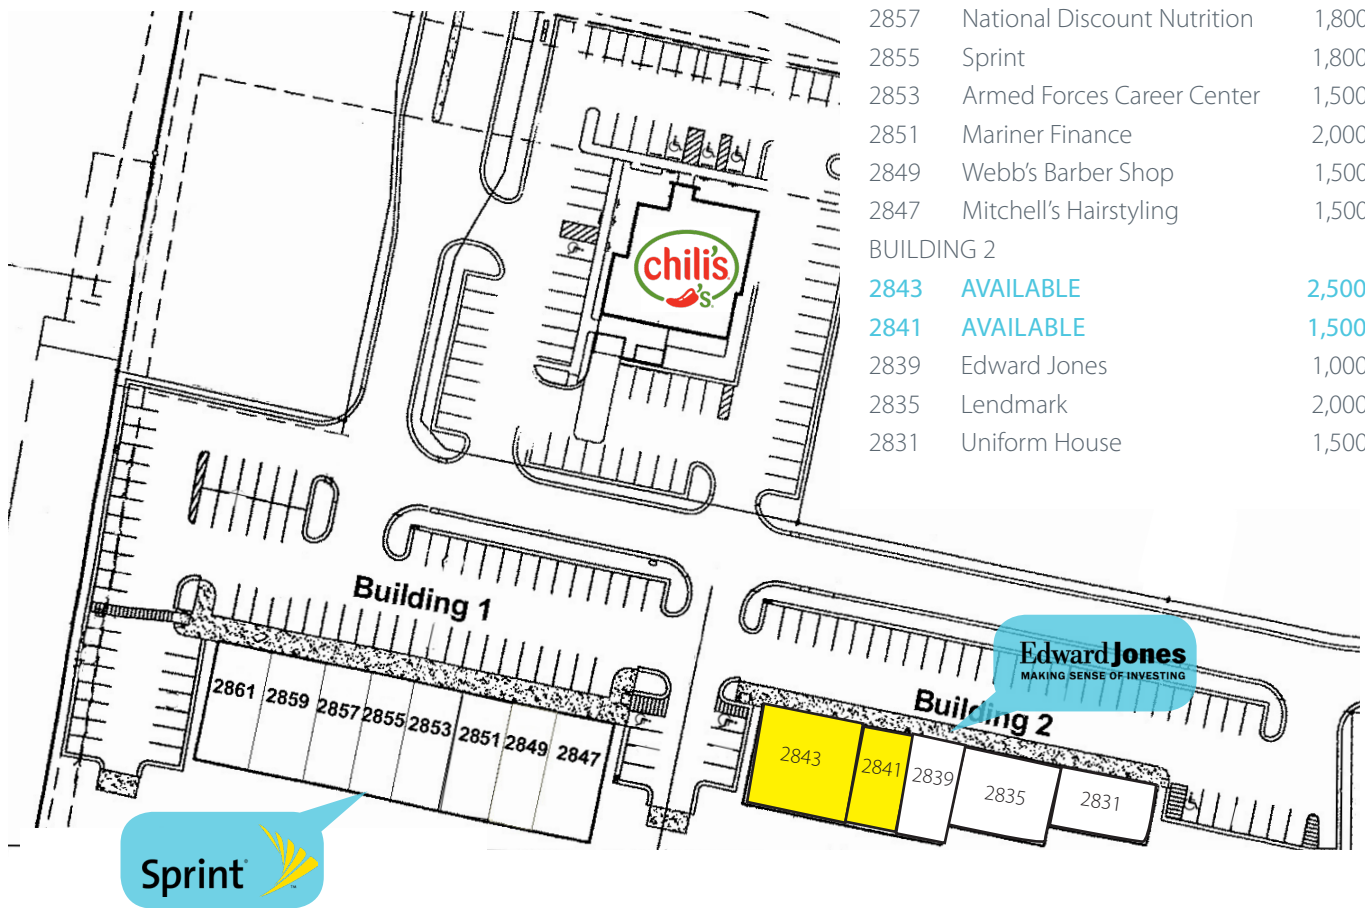 2857 National Discount Nutrition 1,800
2855 Sprint 1,800
2853 Armed Forces Career Center 1,500
2851 Mariner Finance 2,000
2849 Webb's Barber Shop 1,500
2847 Mitchell's Hairstyling 1,500
BUILDING 2
2843 AVAILABLE 2,500
2841 AVAILABLE 1,500
2839 Edward Jones 1,000
2835 Lendmark 2,000
2831 Uniform House 1,500
chili's
's
Building 1
2861 2859 2857 2855 2853 2851 2849 2847
Edward Jones
MAKING SENSE OF INVESTING
Building 2
2843 2841 2839 2835 2831
Sprint